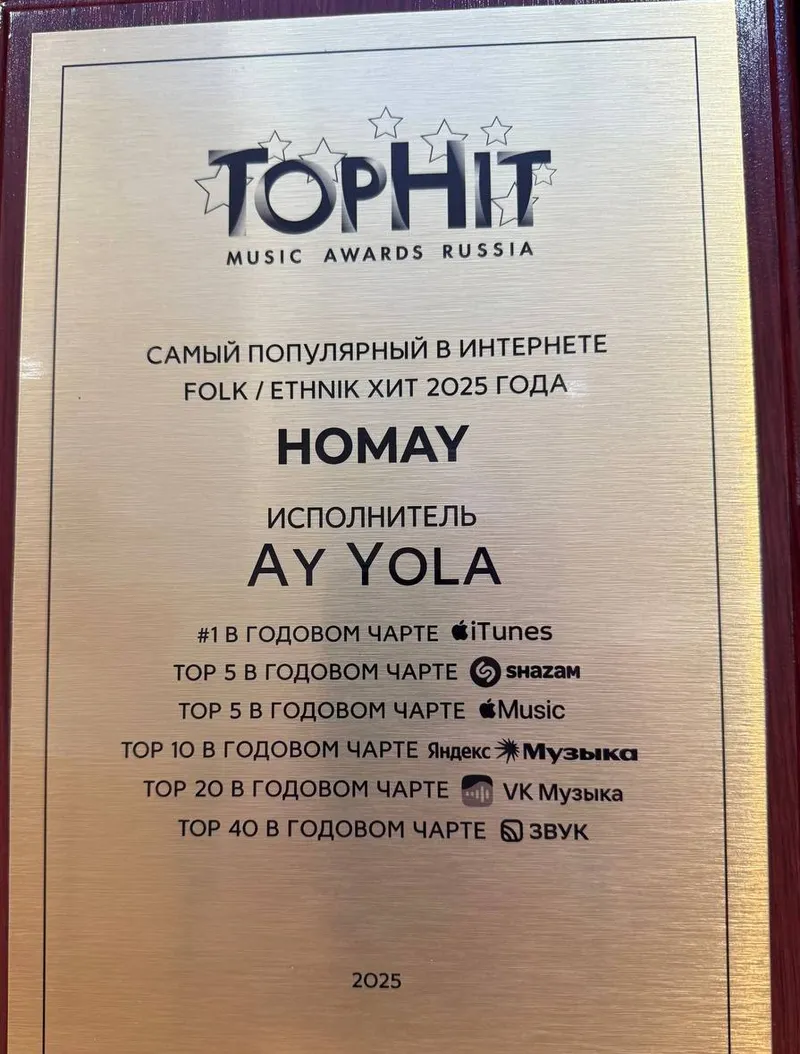 TOPHIT
MUSIC AWARDS RUSSIA
САМЫЙ ПОПУЛЯРНЫЙ В ИНТЕРНЕТЕ
FOLK / ETHNIK ХИТ 2025 ГОДА
HOMAY
ИСПОЛНИТЕЛЬ
AY YOLA
#1 В ГОДОВОМ ЧАРТЕ iTunes
TOP 5 В ГОДОВОМ ЧАРТЕ SHAZAM
TOP 5 В ГОДОВОМ ЧАРТЕ Music
TOP 10 В ГОДОВОМ ЧАРТЕ Яндекс Музыка
TOP 20 В ГОДОВОМ ЧАРТЕ VK Музыка
TOP 40 В ГОДОВОМ ЧАРТЕ ЗВУК
2025